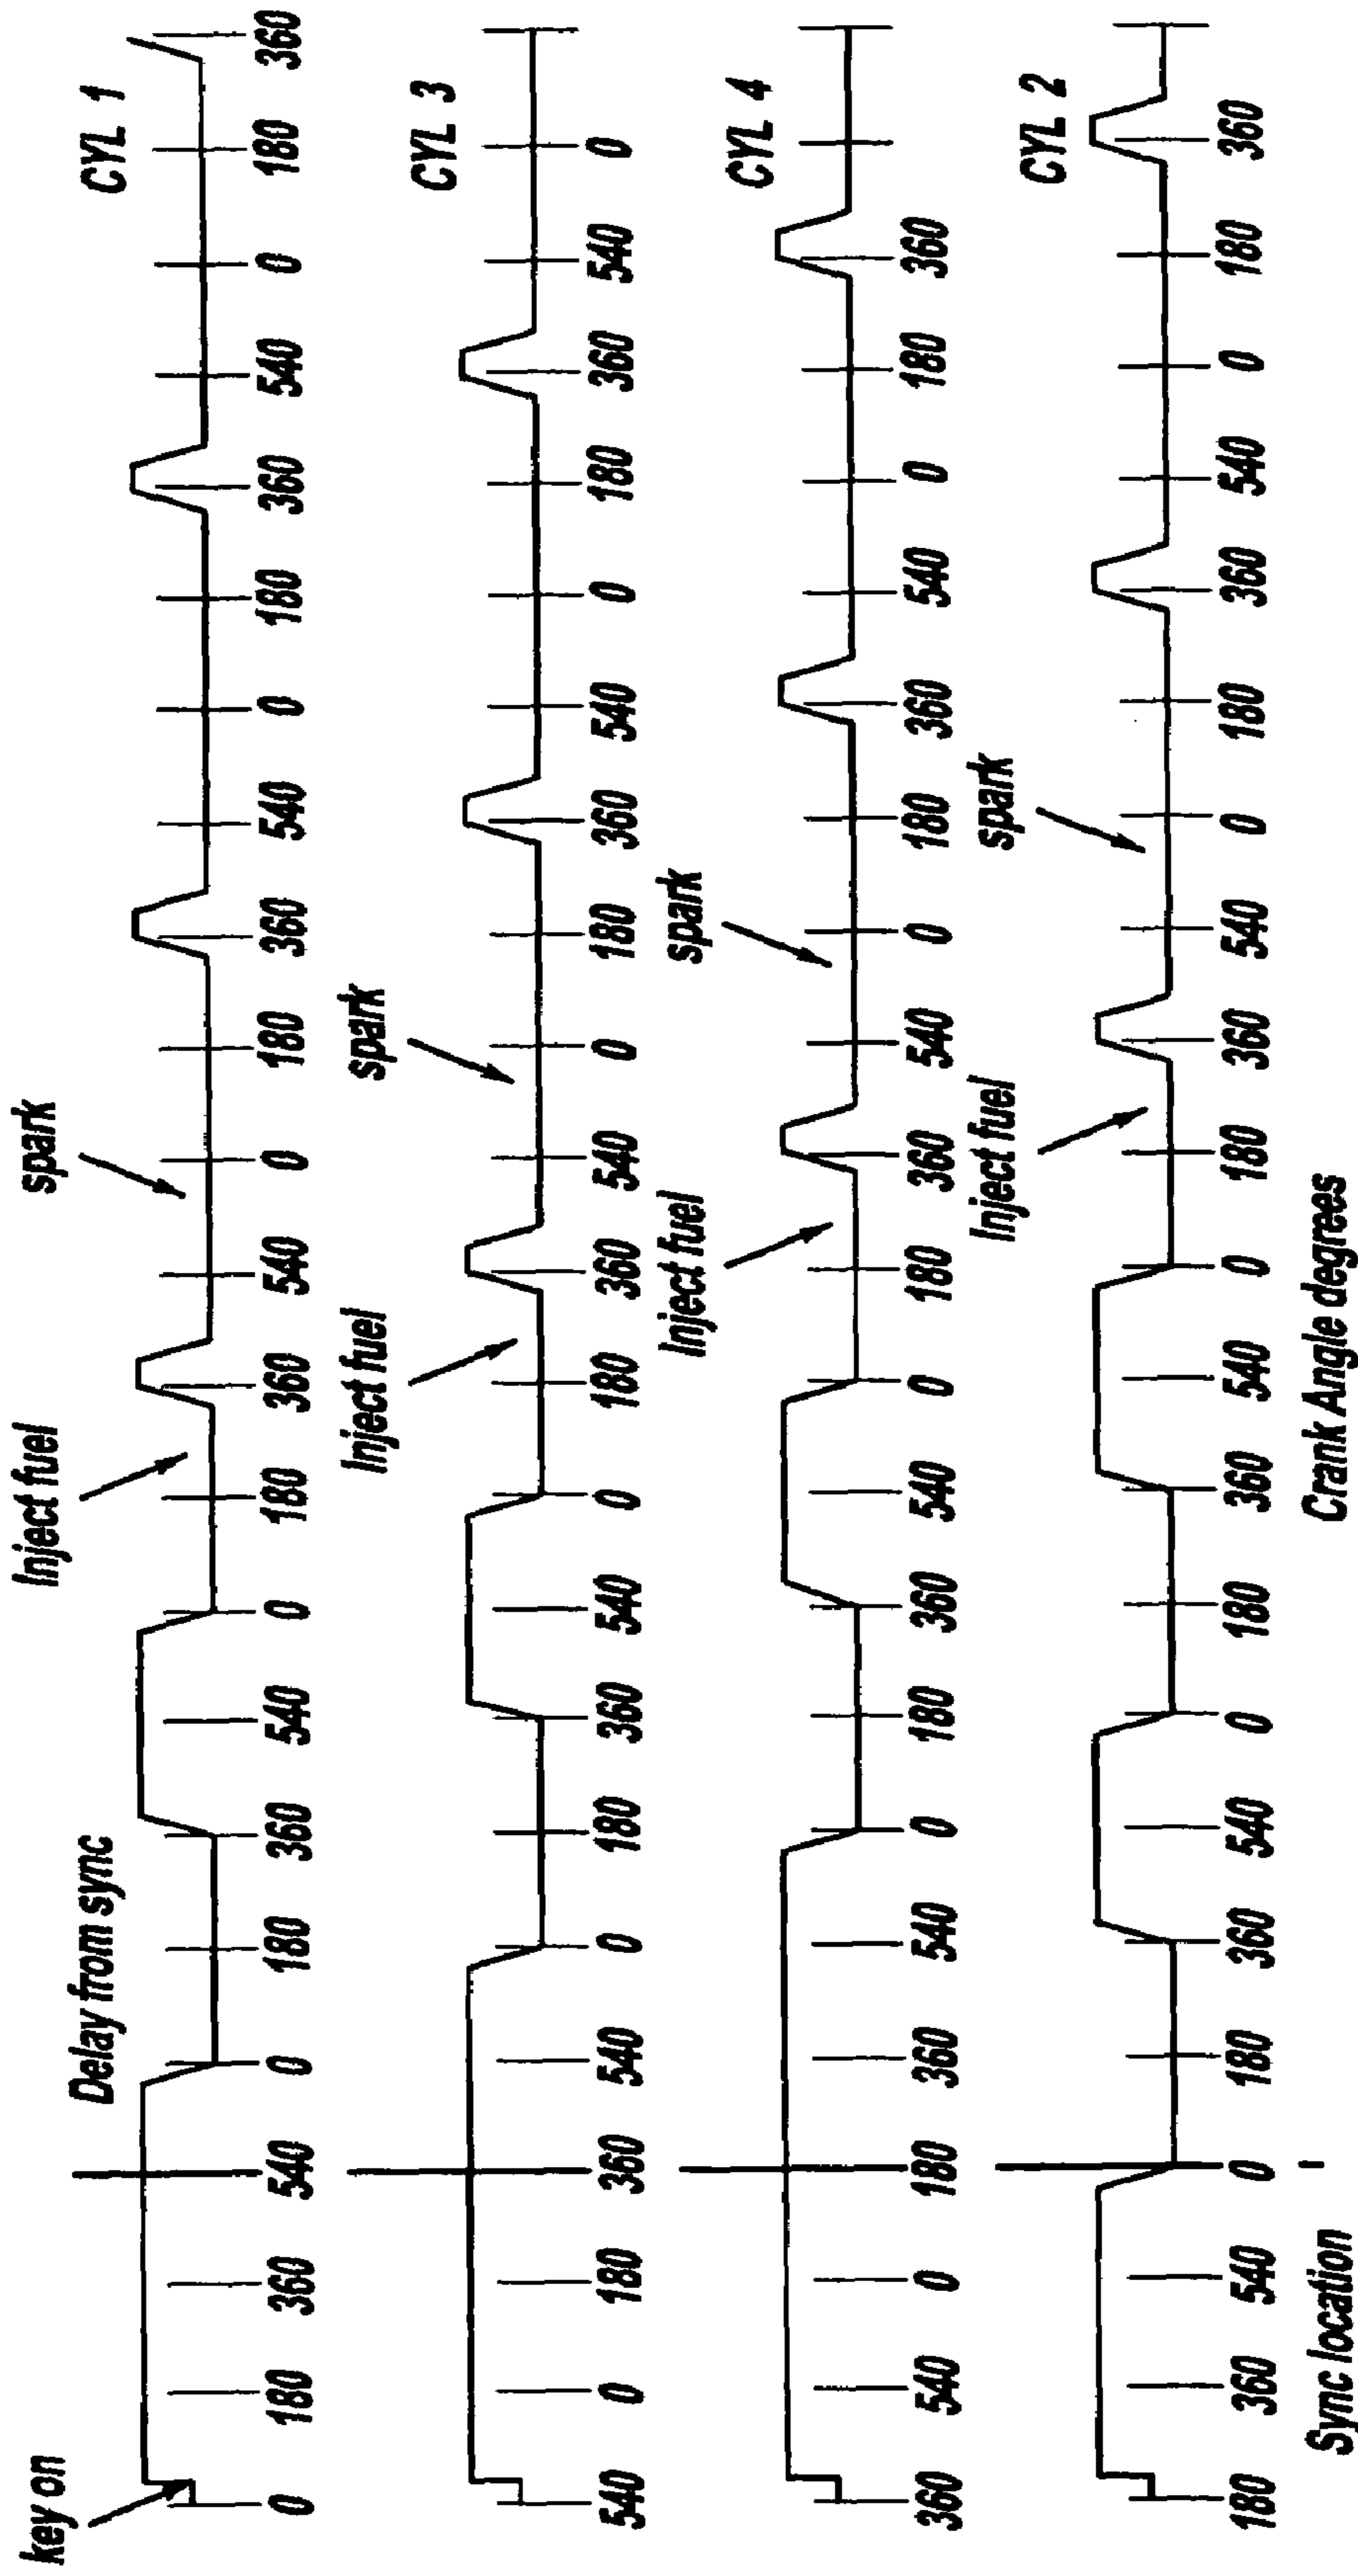 key on
Delay from sync
Inject fuel
spark
CYL 1
0 180 360 540 0 180 360 540 0 180 360 540 0 180 360 540 0 180 360 540 0 180 360
Inject fuel
spark
CYL 3
540 0 180 360 540 0 180 360 540 0 180 360 540 0 180 360 540 0 180 360 540 0
Inject fuel
spark
CYL 4
360 540 0 180 360 540 0 180 360 540 0 180 360 540 0 180 360 540 0 180 360
Inject fuel
spark
CYL 2
180 360 540 0 180 360 540 0 180 360 540 0 180 360 540 0 180 360 540 0 180 360
Sync location
Crank Angle degrees